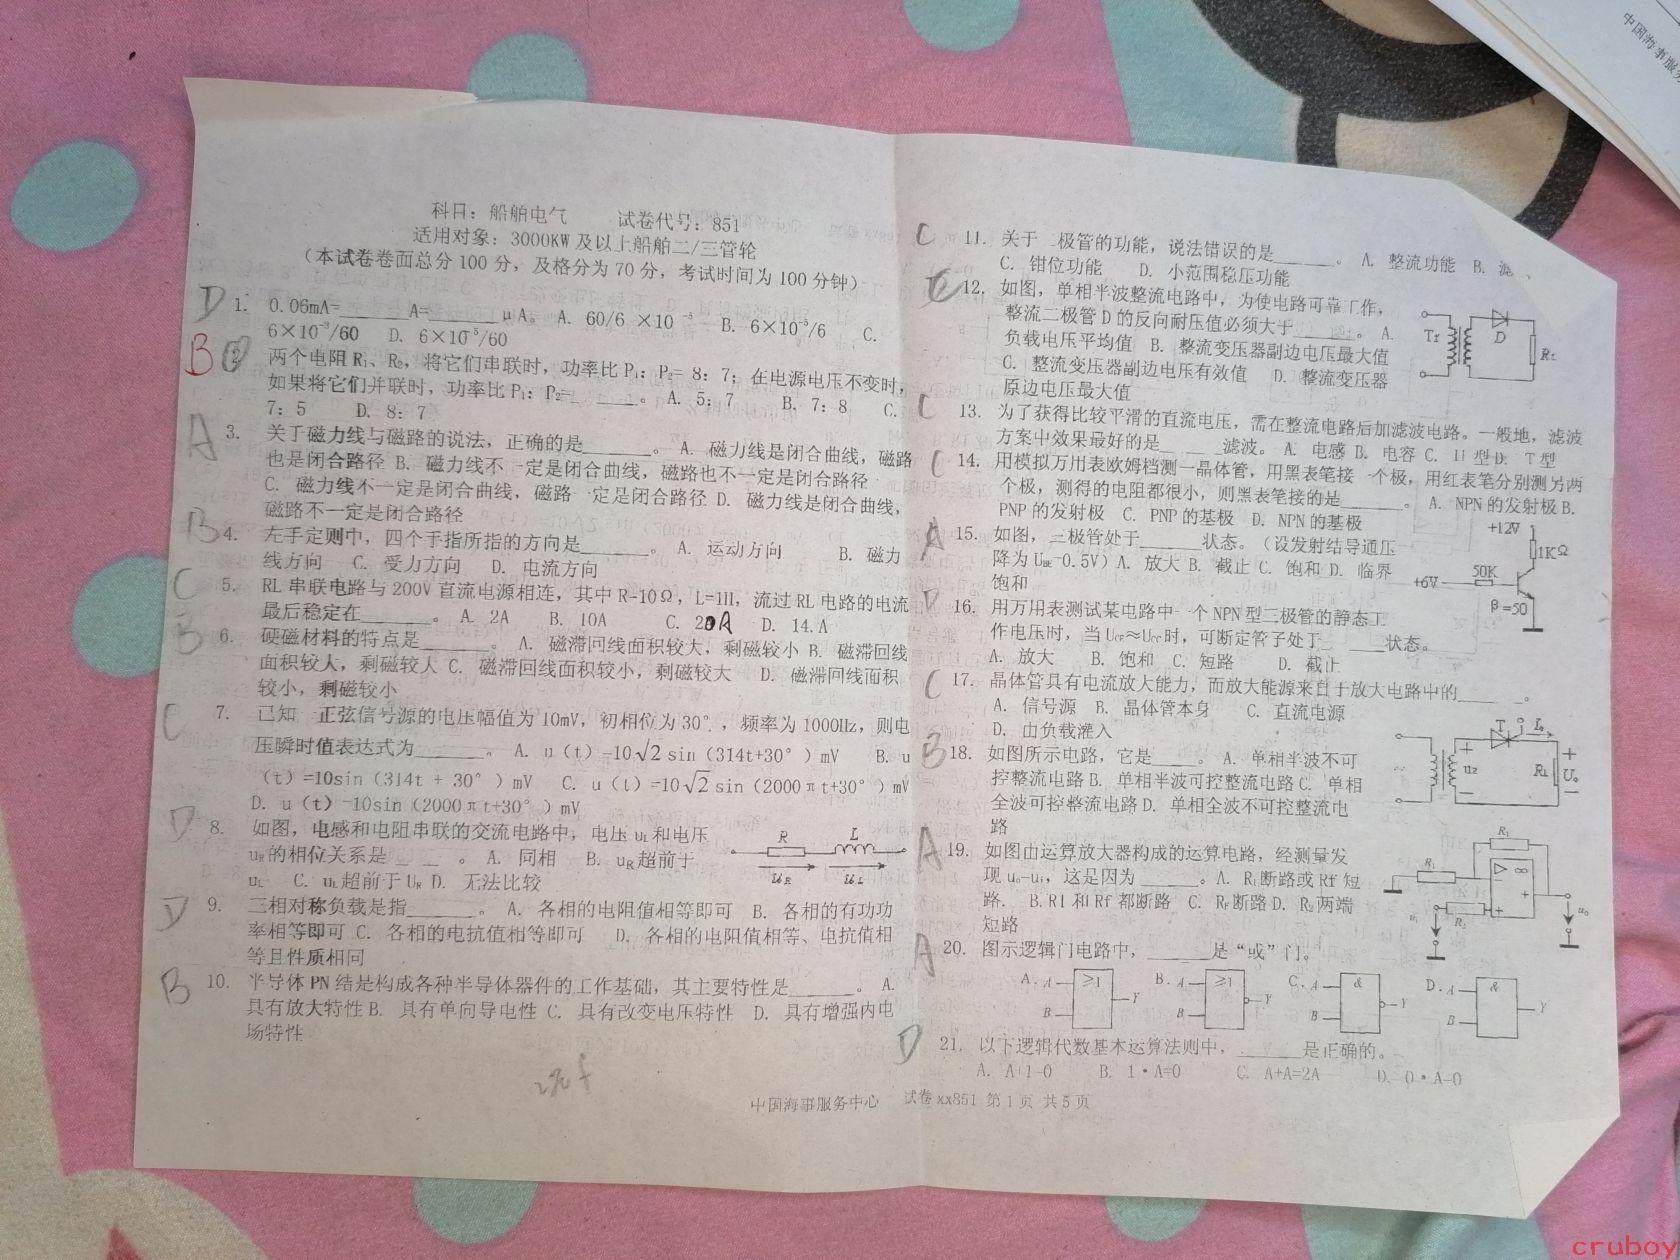 中国海事服务
科目：船舶电气 试卷代号：851
适用对象：3000KW及以上船舶二/三管轮
（本试卷卷面总分100分，及格分为70分，考试时间为100分钟）
D 1. 0.06mA=______A=______μA。 A. 60/6×10⁻⁵ B. 6×10⁻⁵/6 C.
6×10⁻³/60 D. 6×10⁻⁵/60
B 2 两个电阻R₁、R₂，将它们串联时，功率比P₁：P₂= 8：7；在电源电压不变时，
如果将它们并联时，功率比P₁：P₂=______。A. 5：7 B. 7：8 C.
7：5 D. 8：7
A 3. 关于磁力线与磁路的说法，正确的是______。 A. 磁力线是闭合曲线，磁路
也是闭合路径 B. 磁力线不一定是闭合曲线，磁路也不一定是闭合路径
C. 磁力线不一定是闭合曲线，磁路一定是闭合路径 D. 磁力线是闭合曲线，
磁路不一定是闭合路径
B 4. 左手定则中，四个手指所指的方向是______。 A. 运动方向 B. 磁力
线方向 C. 受力方向 D. 电流方向
C 5. RL串联电路与200V直流电源相连，其中R=10Ω，L=1H，流过RL电路的电流
最后稳定在______。 A. 2A B. 10A C. 20A D. 14.A
B 6. 硬磁材料的特点是______。 A. 磁滞回线面积较大，剩磁较小 B. 磁滞回线
面积较大，剩磁较大 C. 磁滞回线面积较小，剩磁较大 D. 磁滞回线面积
较小，剩磁较小
C 7. 已知一正弦信号源的电压幅值为10mV，初相位为30°，频率为1000Hz，则电
压瞬时值表达式为______。 A. u（t）=10√2 sin（314t+30°）mV B. u
（t）=10sin（314t + 30°）mV C. u（t）=10√2 sin（2000πt+30°）mV
D. u（t）=10sin（2000πt+30°）mV
D 8. 如图，电感和电阻串联的交流电路中，电压uL和电压
uR的相位关系是______。 A. 同相 B. uR超前于
uL C. uL超前于UR D. 无法比较
R L
uR uL
D 9. 三相对称负载是指______。 A. 各相的电阻值相等即可 B. 各相的有功功
率相等即可 C. 各相的电抗值相等即可 D. 各相的电阻值相等、电抗值相
等且性质相同
B 10. 半导体PN结是构成各种半导体器件的工作基础，其主要特性是______。 A.
具有放大特性 B. 具有单向导电性 C. 具有改变电压特性 D. 具有增强内电
场特性
C 11. 关于二极管的功能，说法错误的是______。 A. 整流功能 B.
C. 钳位功能 D. 小范围稳压功能
12. 如图，单相半波整流电路中，为使电路可靠工作，
整流二极管D的反向耐压值必须大于______。 A.
负载电压平均值 B. 整流变压器副边电压最大值
C. 整流变压器副边电压有效值 D. 整流变压器
原边电压最大值
Tr D RL
C 13. 为了获得比较平滑的直流电压，需在整流电路后加滤波电路。一般地，滤波
方案中效果最好的是______滤波。 A. 电感 B. 电容 C. Π型 D. T型
C 14. 用模拟万用表欧姆档测一晶体管，用黑表笔接一个极，用红表笔分别测另两
个极，测得的电阻都很小，则黑表笔接的是______。 A. NPN的发射极 B.
PNP的发射极 C. PNP的基极 D. NPN的基极
A 15. 如图，三极管处于______状态。（设发射结导通压
降为UBE=0.5V）A. 放大 B. 截止 C. 饱和 D. 临界
饱和
+12V
1KΩ
+6V 50K
β=50
D 16. 用万用表测试某电路中一个NPN型三极管的静态工
作电压时，当UCE≈UCC时，可断定管子处于______状态。
A. 放大 B. 饱和 C. 短路 D. 截止
C 17. 晶体管具有电流放大能力，而放大能源来自于放大电路中的______。
A. 信号源 B. 晶体管本身 C. 直流电源
D. 由负载灌入
B 18. 如图所示电路，它是____。 A. 单相半波不可
控整流电路 B. 单相半波可控整流电路 C. 单相
全波可控整流电路 D. 单相全波不可控整流电
路
T
u2 RL Uo
A 19. 如图由运算放大器构成的运算电路，经测量发
现uo=ui，这是因为______。A. R₁断路或Rf短
路. B.R1和Rf都断路 C. Rf断路 D. R₂两端
短路
A 20. 图示逻辑门电路中，______是“或”门。
A. A B ≥1 Y B. A B ≥1 Y C. A B & Y D. A B & Y
D 21. 以下逻辑代数基本运算法则中，______是正确的。
A. A+1=0 B. 1·A=0 C. A+A=2A D. 0·A=0
中国海事服务中心 试卷xx851 第1页 共5页
cruboy